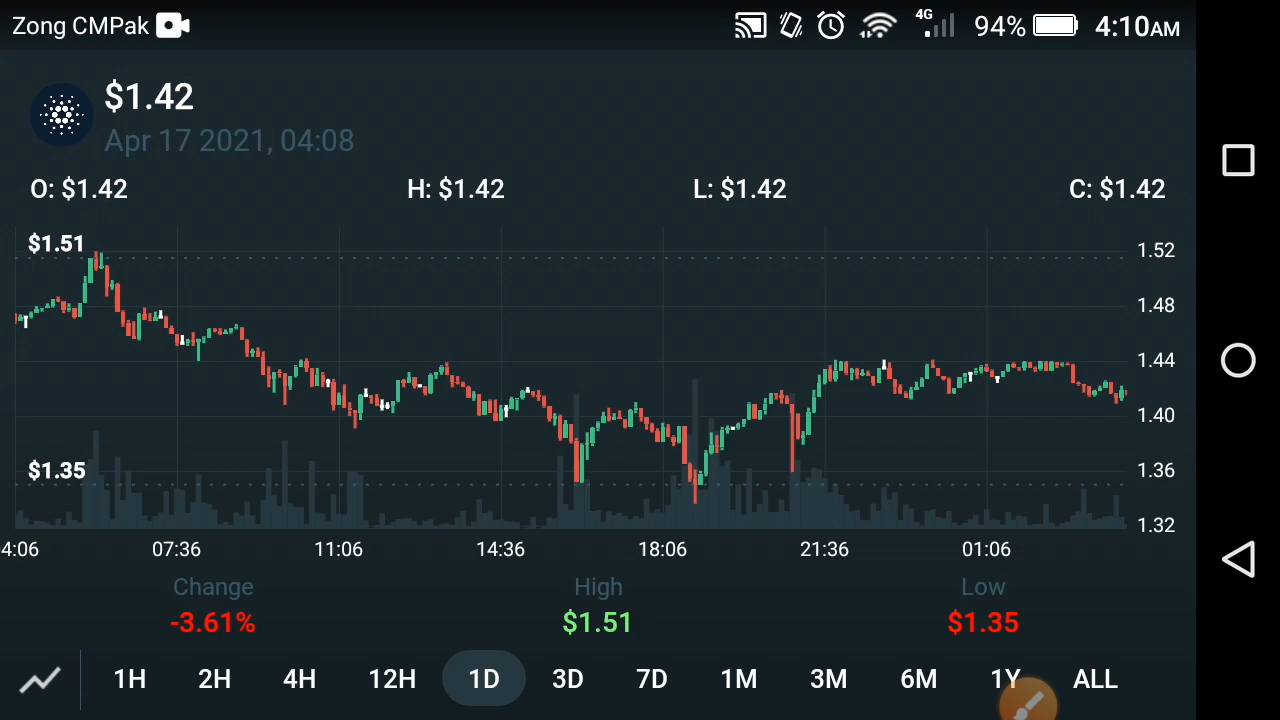 Zong CMPak 4G 94% 4:10AM
$1.42
Apr 17 2021, 04:08
O: $1.42 H: $1.42 L: $1.42 C: $1.42
$1.51 1.52
1.48
1.44
1.40
$1.35 1.36
1.32
4:06 07:36 11:06 14:36 18:06 21:36 01:06
Change High Low
-3.61% $1.51 $1.35
1H 2H 4H 12H 1D 3D 7D 1M 3M 6M 1Y ALL